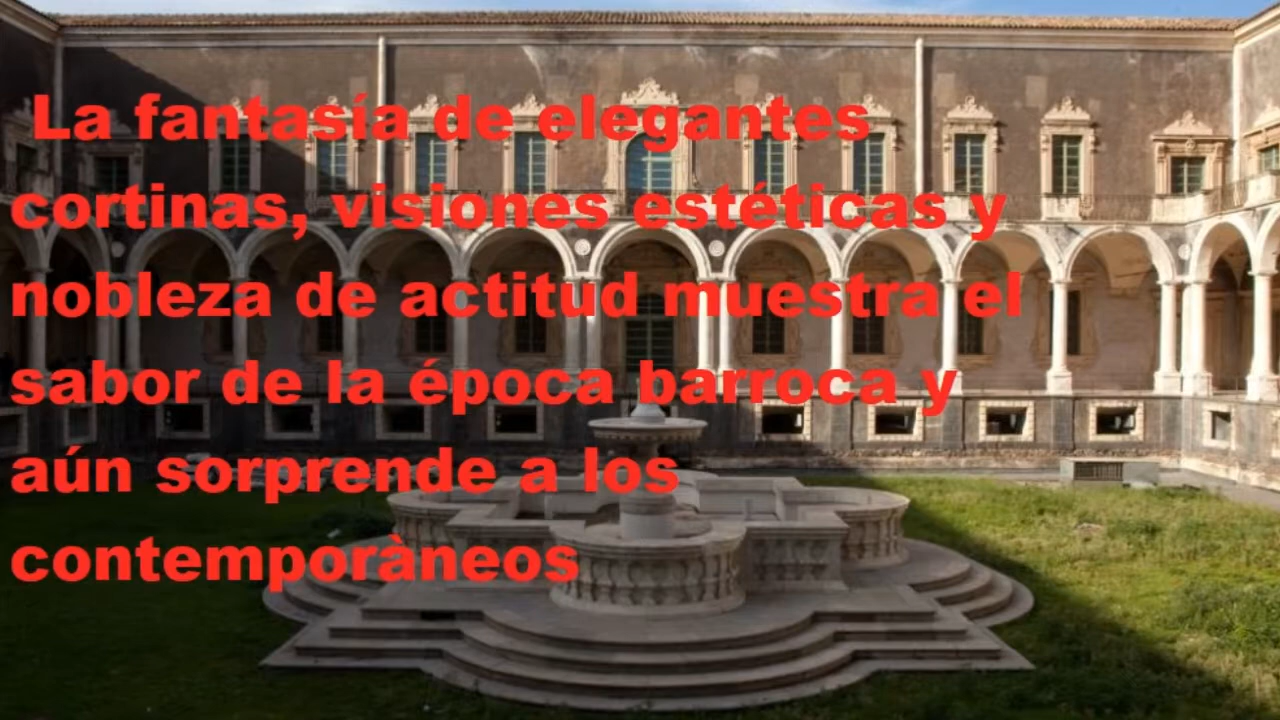 La fantasía de elegantes
cortinas, visiones estéticas y
nobleza de actitud muestra el
sabor de la época barroca y
aún sorprende a los
contemporàneos